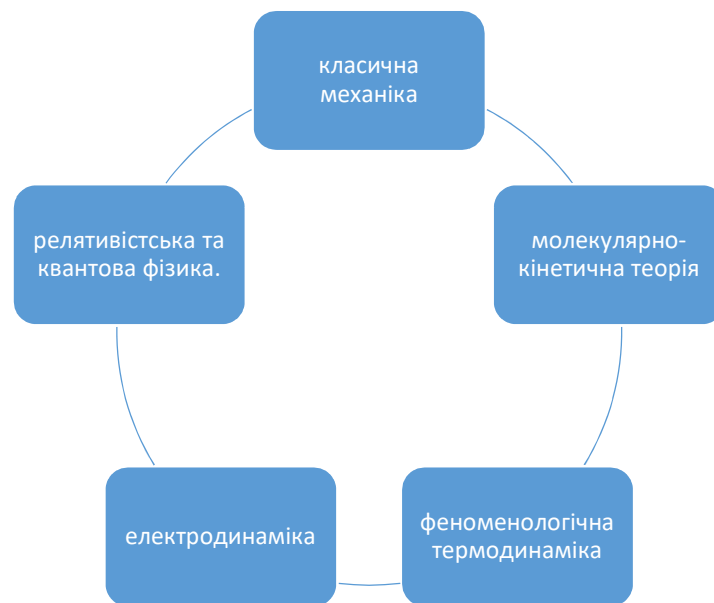 класична
механіка
молекулярно-
кінетична теорія
феноменологічна
термодинаміка
електродинаміка
релятивістська та
квантова фізика.